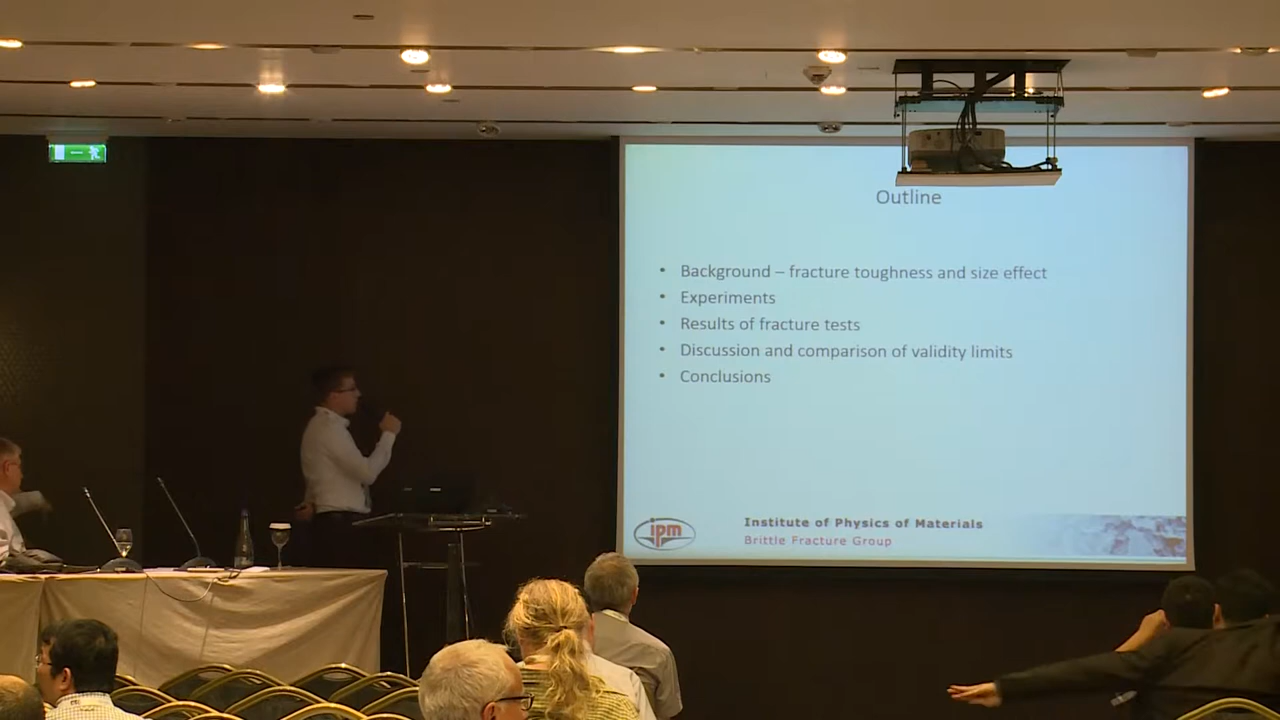 Outline
• Background – fracture toughness and size effect
• Experiments
• Results of fracture tests
• Discussion and comparison of validity limits
• Conclusions
ipm
Institute of Physics of Materials
Brittle Fracture Group